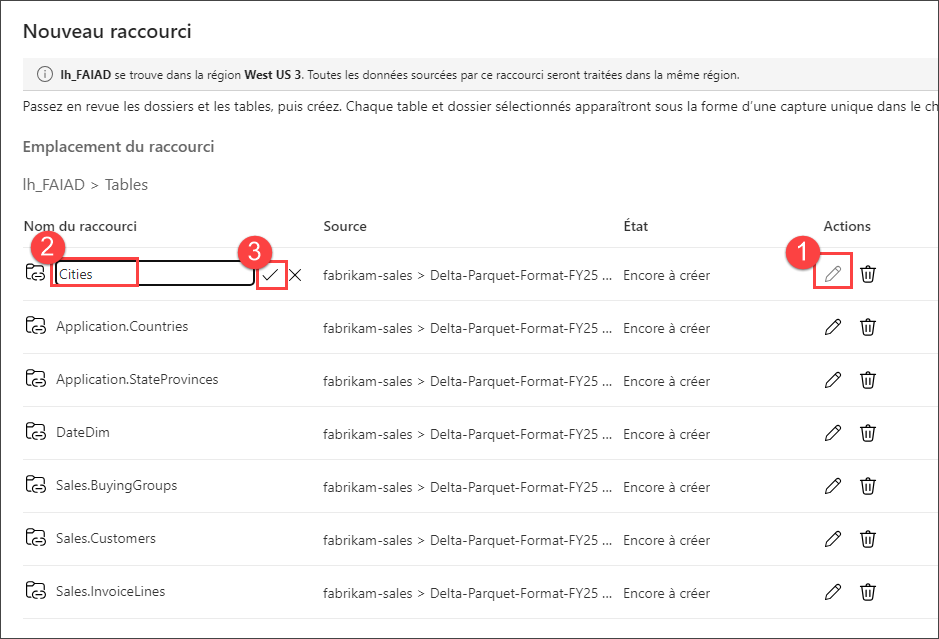 Nouveau raccourci
lh_FAIAD se trouve dans la région West US 3. Toutes les données sourcées par ce raccourci seront traitées dans la même région.
Passez en revue les dossiers et les tables, puis créez. Chaque table et dossier sélectionnés apparaîtront sous la forme d'une capture unique dans le ch
Emplacement du raccourci
lh_FAIAD > Tables
Nom du raccourci Source État Actions
2 3 1
Cities fabrikam-sales > Delta-Parquet-Format-FY25 ... Encore à créer
Application.Countries fabrikam-sales > Delta-Parquet-Format-FY25 ... Encore à créer
Application.StateProvinces fabrikam-sales > Delta-Parquet-Format-FY25 ... Encore à créer
DateDim fabrikam-sales > Delta-Parquet-Format-FY25 ... Encore à créer
Sales.BuyingGroups fabrikam-sales > Delta-Parquet-Format-FY25 ... Encore à créer
Sales.Customers fabrikam-sales > Delta-Parquet-Format-FY25 ... Encore à créer
Sales.InvoiceLines fabrikam-sales > Delta-Parquet-Format-FY25 ... Encore à créer